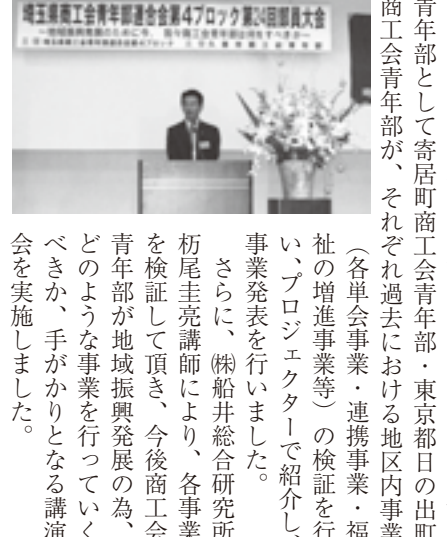 埼玉県商工会青年部連合会第4ブロック第24回部員大会
青年部として寄居町商工会青年部・東京都日の出町
商工会青年部が、それぞれ過去における地区内事業
（各単会事業・連携事業・福
祉の増進事業等）の検証を行
い、プロジェクターで紹介し、
事業発表を行いました。
さらに、㈱船井総合研究所
枥尾圭亮講師により、各事業
を検証して頂き、今後商工会
青年部が地域振興発展の為、
どのような事業を行っていく
べきか、手がかりとなる講演
会を実施しました。